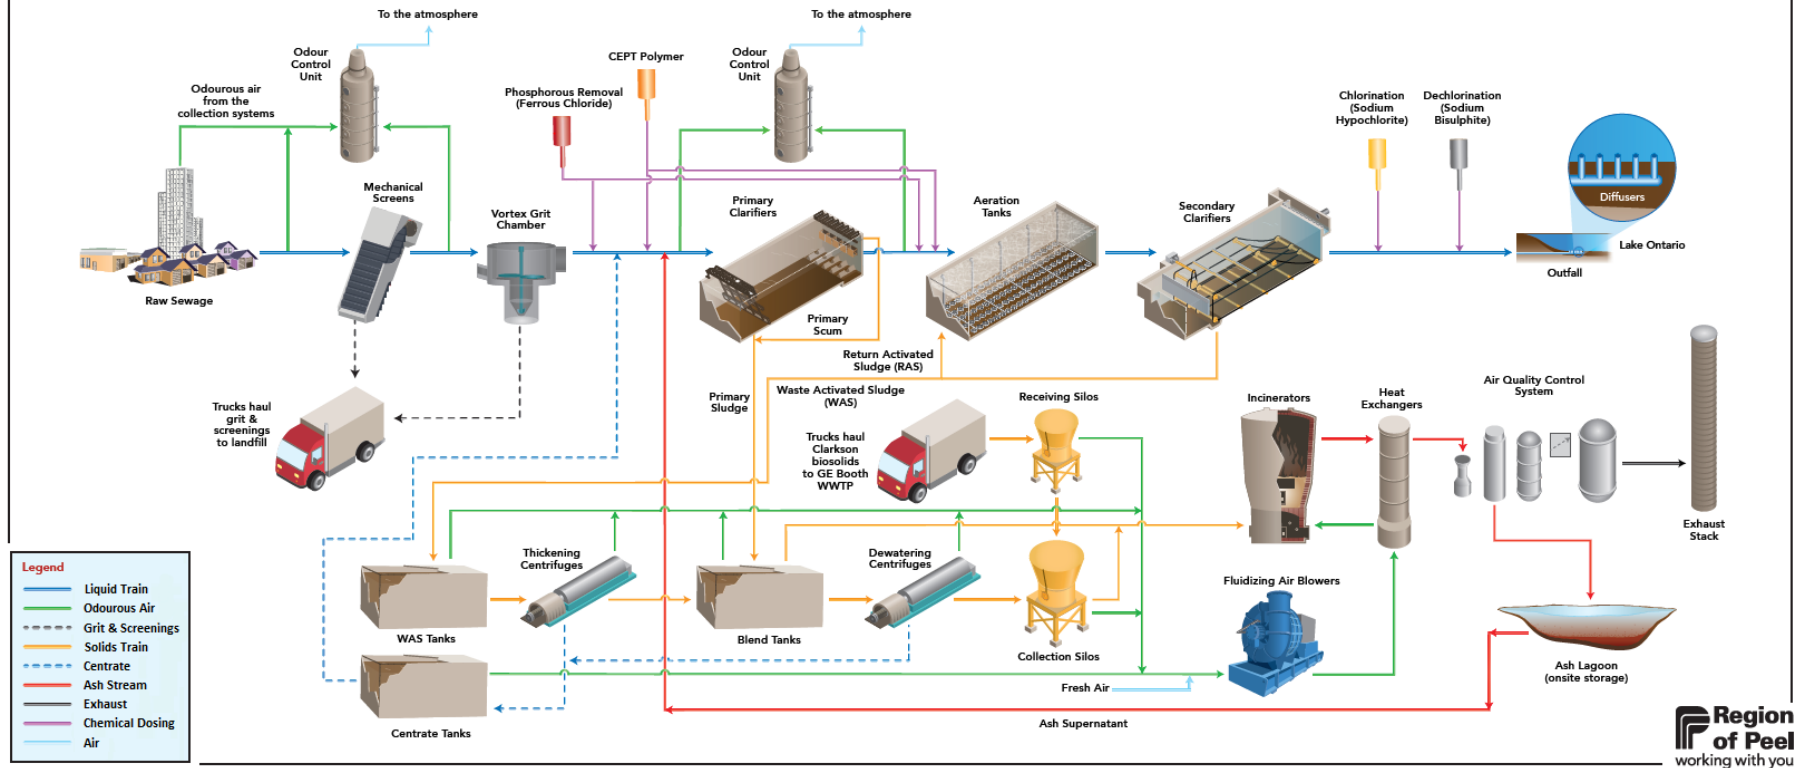 To the atmosphere
To the atmosphere
Odour
Control
Unit
CEPT Polymer
Odour
Control
Unit
Odourous air
from the
collection systems
Phosphorous Removal
(Ferrous Chloride)
Chlorination
(Sodium
Hypochlorite)
Dechlorination
(Sodium
Bisulphite)
Mechanical
Screens
Vortex Grit
Chamber
Primary
Clarifiers
Aeration
Tanks
Secondary
Clarifiers
Diffusers
Lake Ontario
Outfall
Raw Sewage
Primary
Scum
Return Activated
Sludge (RAS)
Primary
Sludge
Waste Activated Sludge
(WAS)
Trucks haul
grit &
screenings
to landfill
Trucks haul
Clarkson
biosolids
to GE Booth
WWTP
Receiving Silos
Incinerators
Heat
Exchangers
Air Quality Control
System
Exhaust
Stack
Thickening
Centrifuges
Dewatering
Centrifuges
Fluidizing Air Blowers
WAS Tanks
Blend Tanks
Collection Silos
Fresh Air
Ash Lagoon
(onsite storage)
Ash Supernatant
Centrate Tanks
Legend
Liquid Train
Odourous Air
Grit & Screenings
Solids Train
Centrate
Ash Stream
Exhaust
Chemical Dosing
Air
Region
of Peel
working with you